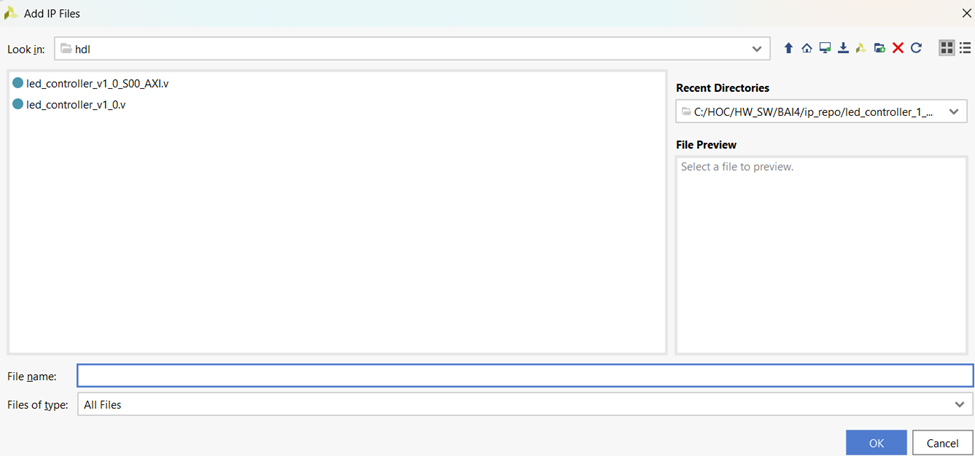 Add IP Files
Look in: hdl
led_controller_v1_0_S00_AXI.v
led_controller_v1_0.v
Recent Directories
C:/HOC/HW_SW/BAI4/ip_repo/led_controller_1_...
File Preview
Select a file to preview.
File name:
Files of type: All Files
OK Cancel